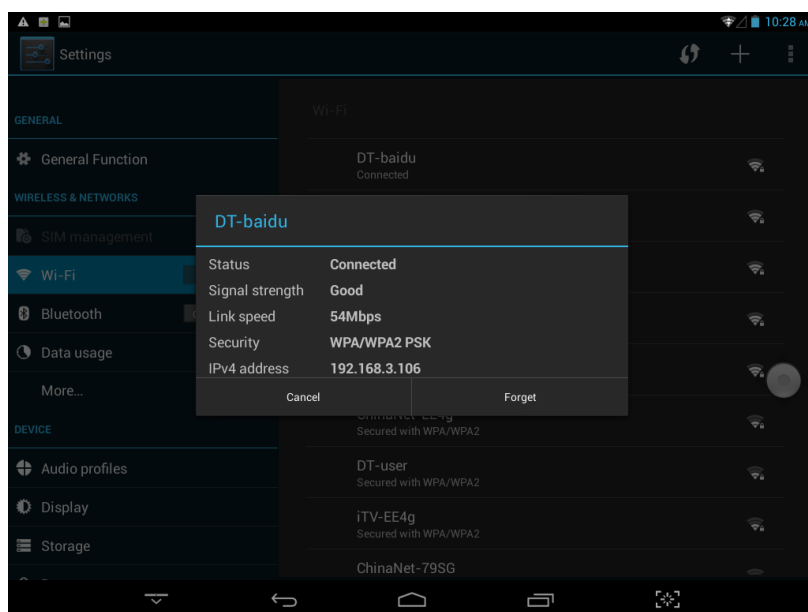 10:28 AM
Settings
Wi-Fi
GENERAL
General Function
DT-baidu
Connected
WIRELESS & NETWORKS
SIM management
Wi-Fi
Bluetooth
Data usage
More...
DT-baidu
Status Connected
Signal strength Good
Link speed 54Mbps
Security WPA/WPA2 PSK
IPv4 address 192.168.3.106
Cancel Forget
ChinaNet-EE4g
Secured with WPA/WPA2
DEVICE
Audio profiles
DT-user
Secured with WPA/WPA2
Display
iTV-EE4g
Secured with WPA/WPA2
Storage
ChinaNet-79SG